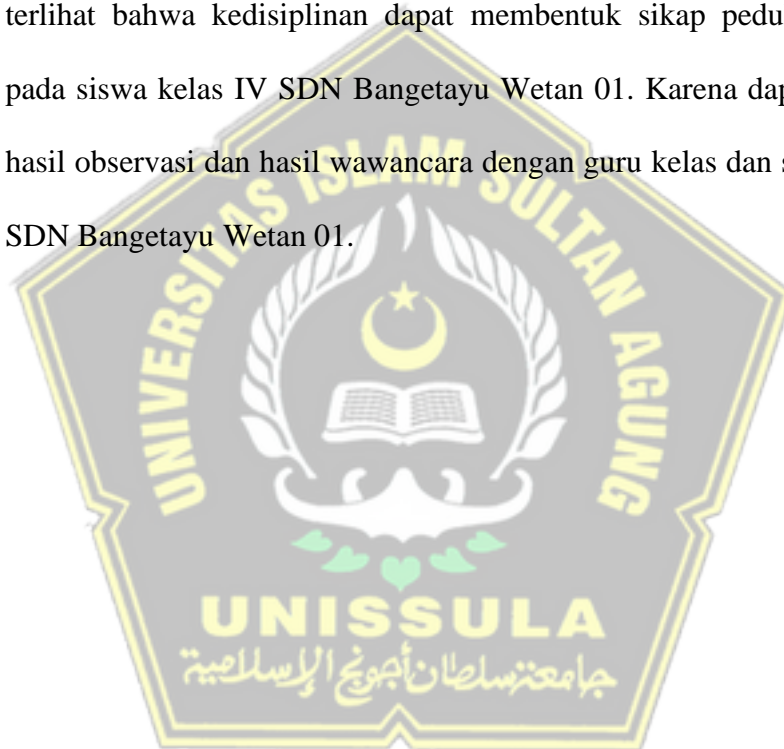 terlihat bahwa kedisiplinan dapat membentuk sikap pedu
pada siswa kelas IV SDN Bangetayu Wetan 01. Karena dap
hasil observasi dan hasil wawancara dengan guru kelas dan s
SDN Bangetayu Wetan 01.
UNIVERSITAS ISLAM SULTAN AGUNG
UNISSULA
جامعة سلطان أجونج الإسلامية